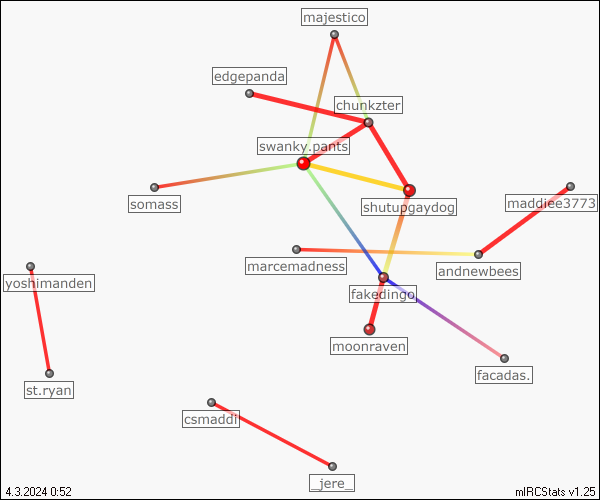 majestico
edgepanda
chunkzter
swanky.pants
somass
shutupgaydog
maddiee3773
marcemadness
andnewbees
yoshimanden
fakedingo
moonraven
facadas.
st.ryan
csmaddi
_jere_
4.3.2024 0:52
mIRCStats v1.25